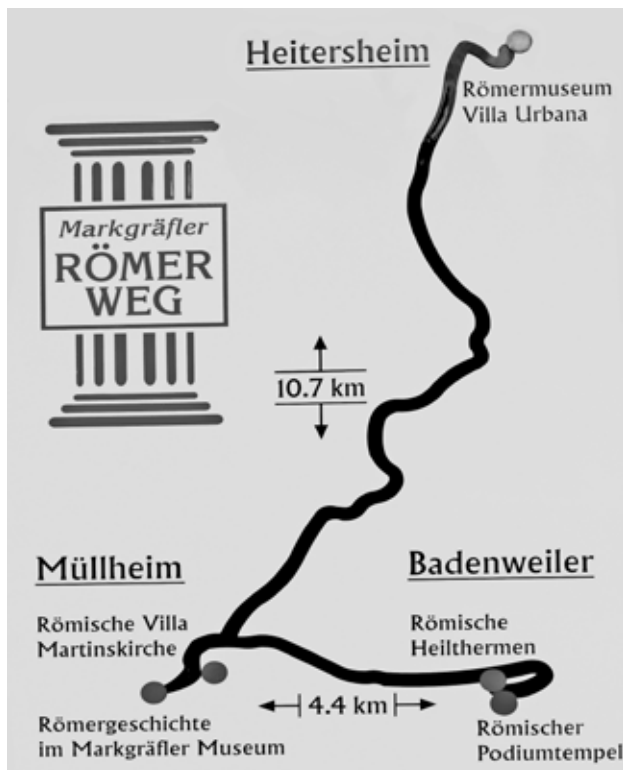 Heitersheim
Römermuseum
Villa Urbana
Markgräfler
RÖMER
WEG
10.7 km
Müllheim
Römische Villa
Martinskirche
Römergeschichte
im Markgräfler Museum
4.4 km
Badenweiler
Römische
Heilthermen
Römischer
Podiumtempel